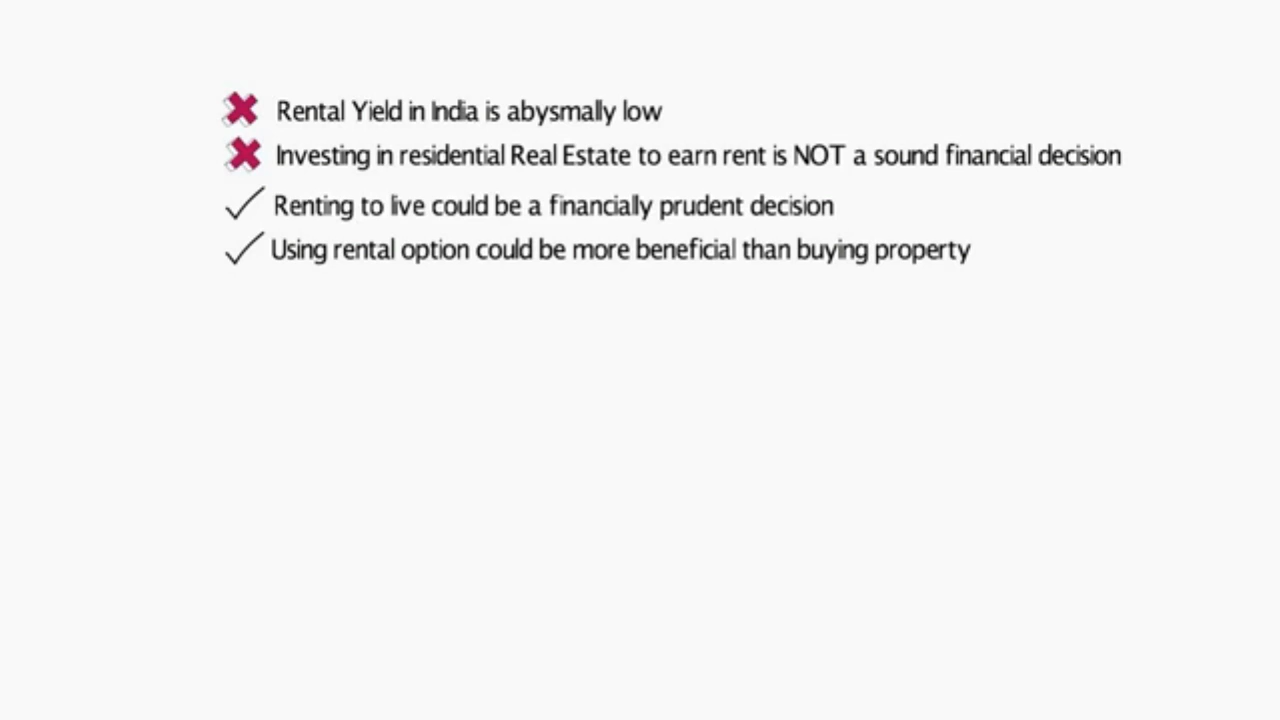 Rental Yield in India is abysmally low
Investing in residential Real Estate to earn rent is NOT a sound financial decision
Renting to live could be a financially prudent decision
Using rental option could be more beneficial than buying property